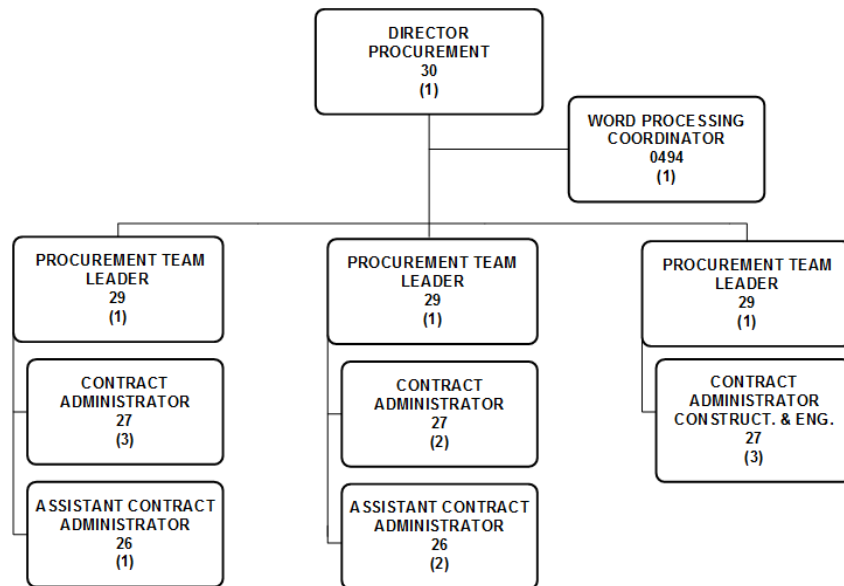 DIRECTOR
PROCUREMENT
30
(1)
WORD PROCESSING
COORDINATOR
0494
(1)
PROCUREMENT TEAM
LEADER
29
(1)
CONTRACT
ADMINISTRATOR
27
(3)
ASSISTANT CONTRACT
ADMINISTRATOR
26
(1)
PROCUREMENT TEAM
LEADER
29
(1)
CONTRACT
ADMINISTRATOR
27
(2)
ASSISTANT CONTRACT
ADMINISTRATOR
26
(2)
PROCUREMENT TEAM
LEADER
29
(1)
CONTRACT
ADMINISTRATOR
CONSTRUCT. & ENG.
27
(3)